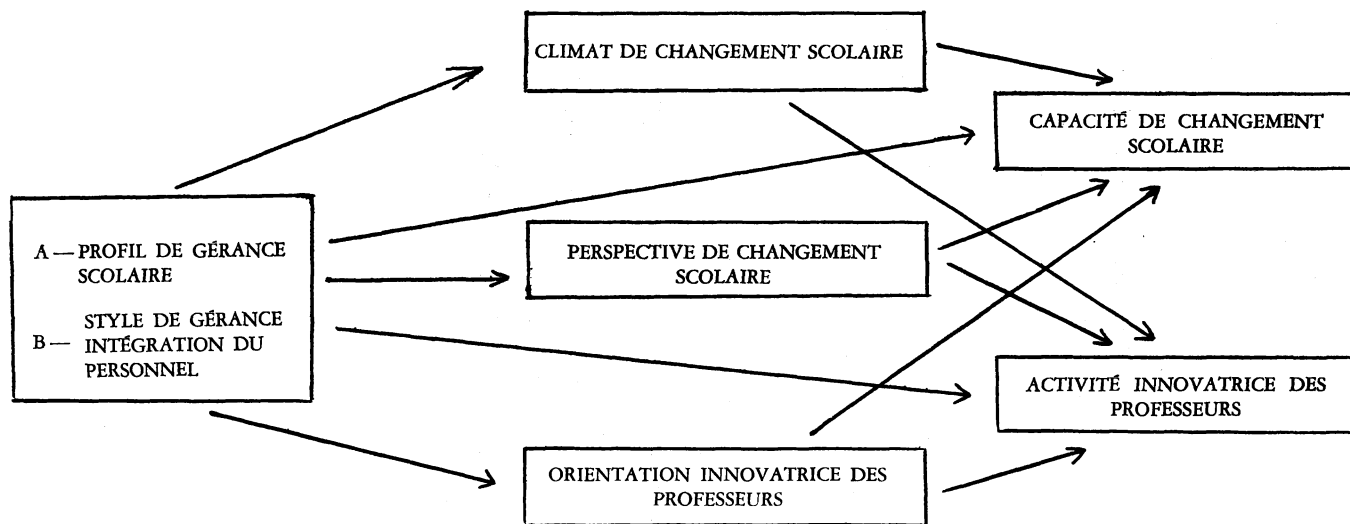 CLIMAT DE CHANGEMENT SCOLAIRE
CAPACITÉ DE CHANGEMENT
SCOLAIRE
A — PROFIL DE GÉRANCE
SCOLAIRE
STYLE DE GÉRANCE
B — INTÉGRATION DU
PERSONNEL
PERSPECTIVE DE CHANGEMENT
SCOLAIRE
ACTIVITÉ INNOVATRICE DES
PROFESSEURS
ORIENTATION INNOVATRICE DES
PROFESSEURS